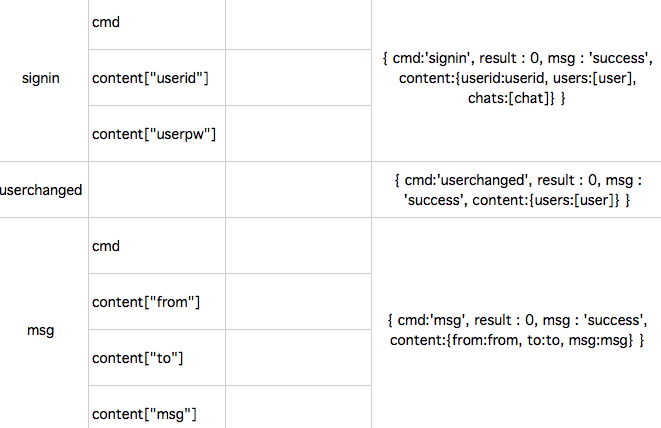 signin
cmd
content["userid"]
content["userpw"]
{ cmd:'signin', result : 0, msg : 'success',
content:{userid:userid, users:[user],
chats:[chat]} }
userchanged
{ cmd:'userchanged', result : 0, msg :
'success', content:{users:[user]} }
msg
cmd
content["from"]
content["to"]
content["msg"]
{ cmd:'msg', result : 0, msg : 'success',
content:{from:from, to:to, msg:msg} }